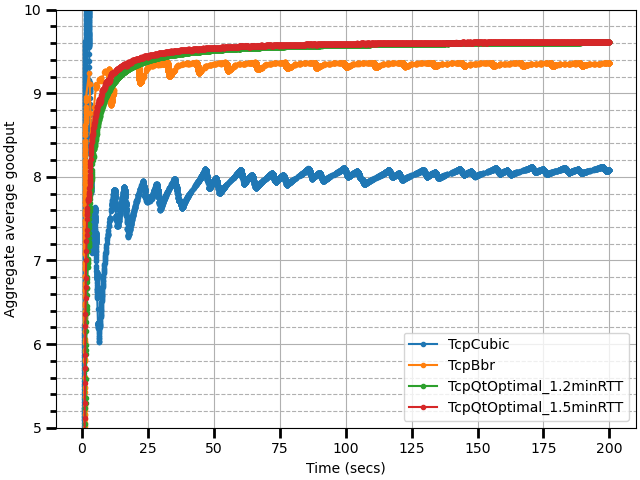 Aggregate average goodput
10
9
8
7
6
5
0
25
50
75
100
125
150
175
200
Time (secs)
TcpCubic
TcpBbr
TcpQtOptimal_1.2minRTT
TcpQtOptimal_1.5minRTT